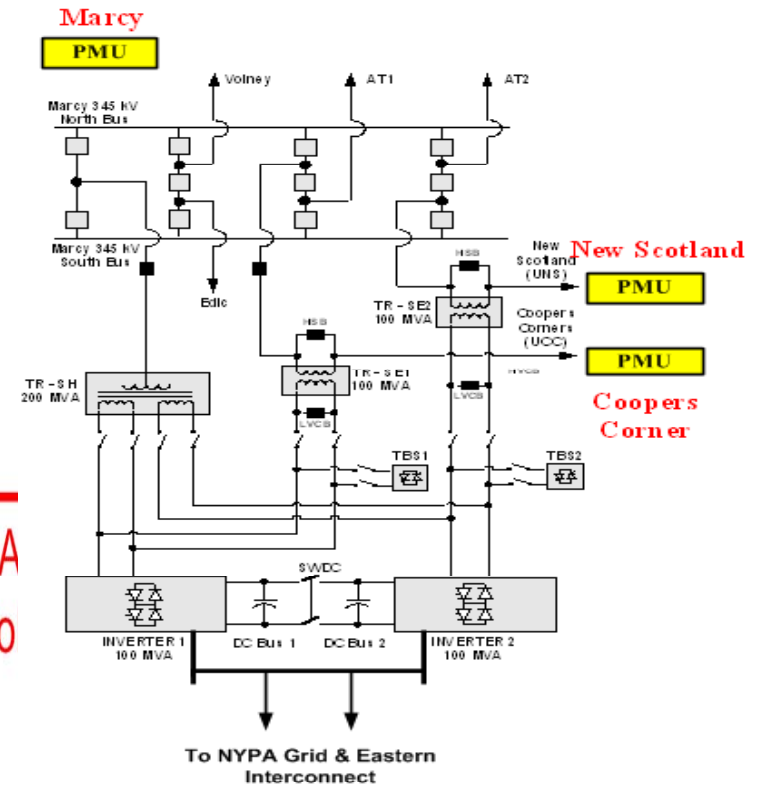 Marcy
PMU
Volney
AT1
AT2
Marcy 345 kV
North Bus
Marcy 345 kV
South Bus
Edic
HSB
New
Scotland
(UNS)
New Scotland
PMU
TR - SE2
100 MVA
Coopers
Corners
(UCC)
PMU
HSB
TR - SE1
100 MVA
LVCB
LVCB
Coopers
Corner
TR - SH
200 MVA
TBS1
TBS2
A
o
SWDC
INVERTER 1
100 MVA
DC Bus 1
DC Bus 2
INVERTER 2
100 MVA
To NYPA Grid & Eastern
Interconnect